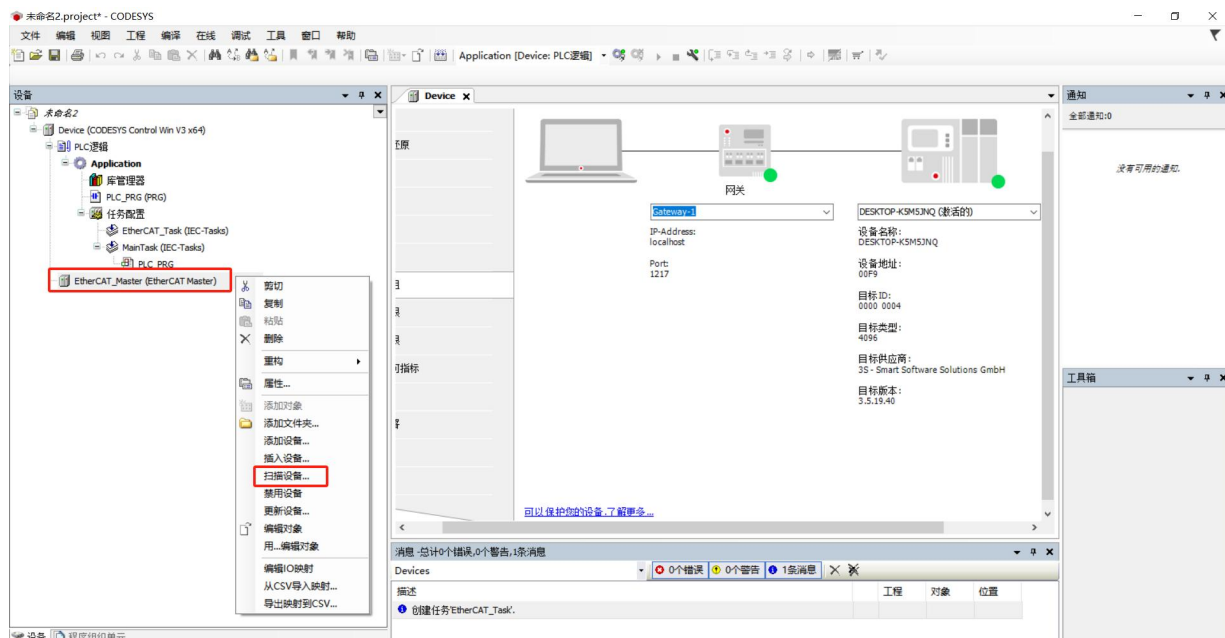 未命名2.project* - CODESYS
文件 编辑 视图 工程 编译 在线 调试 工具 窗口 帮助
Application [Device: PLC逻辑]
设备
未命名2
Device (CODESYS Control Win V3 x64)
PLC逻辑
Application
库管理器
PLC_PRG (PRG)
任务配置
EtherCAT_Task (IEC-Tasks)
MainTask (IEC-Tasks)
PLC_PRG
EtherCAT_Master (EtherCAT Master)
剪切
复制
粘贴
删除
重构
属性...
添加对象
添加文件夹...
添加设备...
插入设备...
扫描设备...
禁用设备
更新设备...
编辑对象
用...编辑对象
编辑IO映射
从CSV导入映射...
导出映射到CSV...
设备 程序组织单元
Device
还原
可指标
网关
Gateway-1
IP-Address:
localhost
Port:
1217
DESKTOP-K5M5JNQ (激活的)
设备名称:
DESKTOP-K5M5JNQ
设备地址:
00F9
目标ID:
0000 0004
目标类型:
4096
目标供应商:
3S - Smart Software Solutions GmbH
目标版本:
3.5.19.40
可以保护您的设备.了解更多...
消息 -总计0个错误,0个警告,1条消息
Devices 0个错误 0个警告 1条消息
描述 工程 对象 位置
创建任务'EtherCAT_Task'.
通知
全部通知:0
没有可用的通知.
工具箱